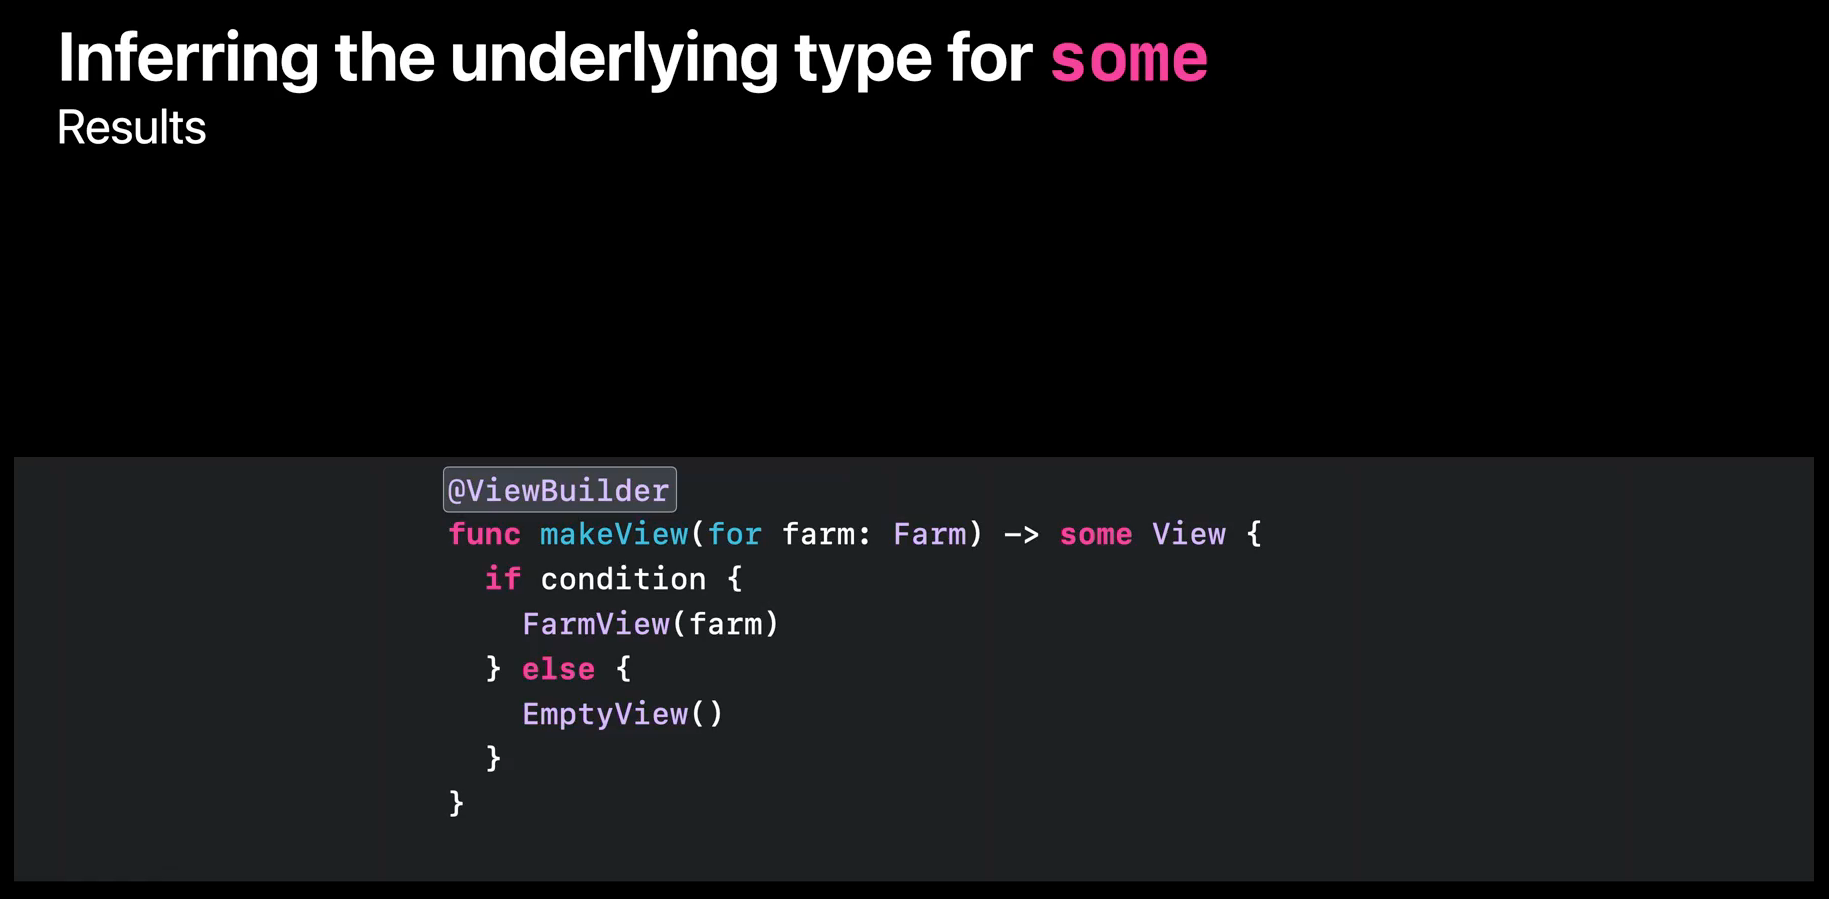 Inferring the underlying type for some
Results
@ViewBuilder
func makeView(for farm: Farm) -> some View {
  if condition {
    FarmView(farm)
  } else {
    EmptyView()
  }
}